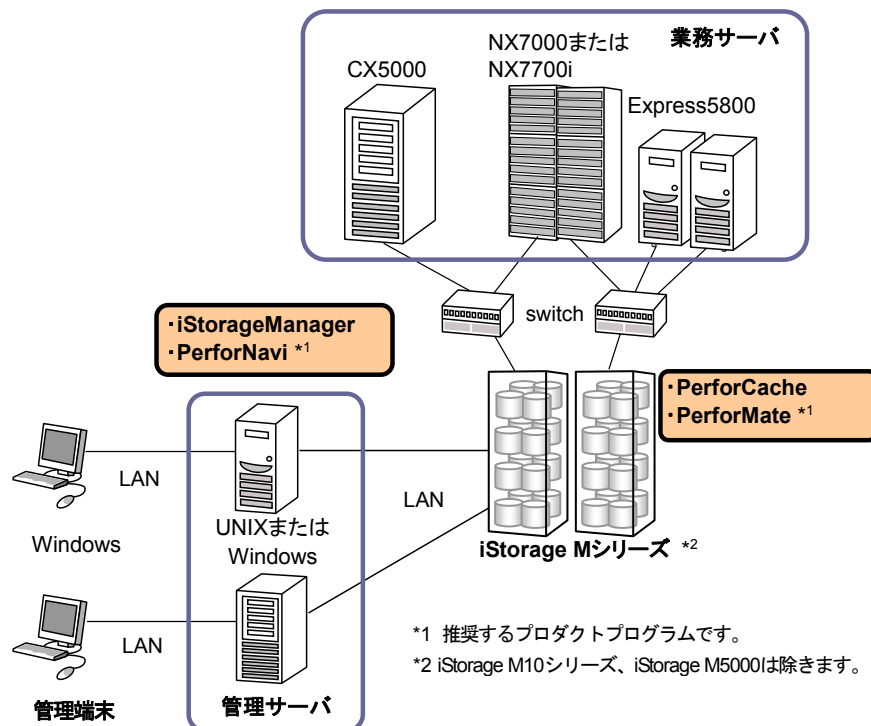 業務サーバ
NX7000または
NX7700i
CX5000
Express5800
switch
・iStorageManager
・PerforNavi *1
・PerforCache
・PerforMate *1
LAN
LAN
UNIXまたは
Windows
Windows
iStorage Mシリーズ *2
LAN
*1 推奨するプロダクトプログラムです。
*2 iStorage M10シリーズ、iStorage M5000は除きます。
管理端末
管理サーバ